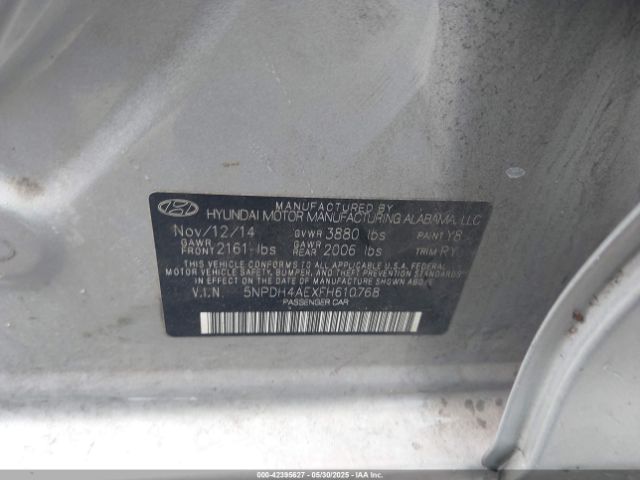 MANUFACTURED BY
HYUNDAI MOTOR MANUFACTURING ALABAMA, LLC
Nov/12/14 GVWR 3880 lbs PAINT Y8
GAWR FRONT 2161 lbs GAWR REAR 2006 lbs TRIM RY
THIS VEHICLE CONFORMS TO ALL APPLICABLE U.S.A. FEDERAL
MOTOR VEHICLE SAFETY, BUMPER, AND THEFT PREVENTION STANDARDS
IN EFFECT ON THE DATE OF MANUFACTURE SHOWN ABOVE.
V.I.N. 5NPDH4AEXFH610768
PASSENGER CAR
000-42395627 05/30/2025 IAAI.COM